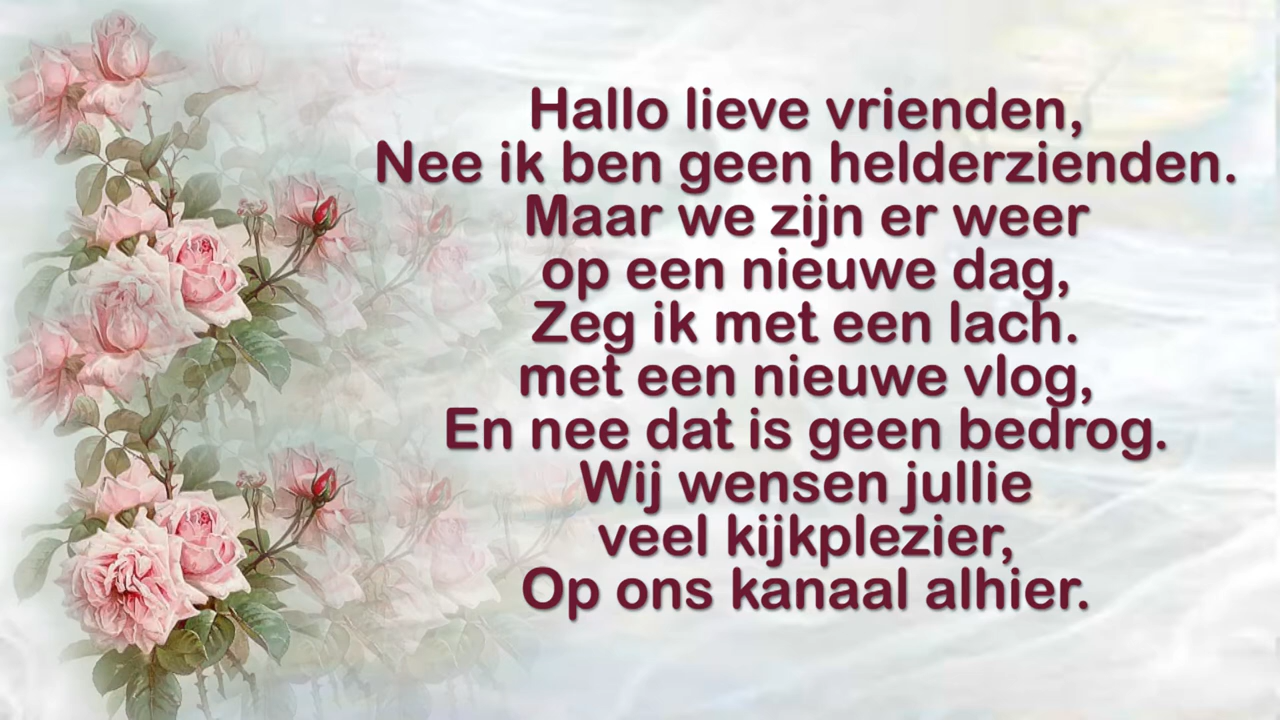 Hallo lieve vrienden,
Nee ik ben geen helderzienden.
Maar we zijn er weer
op een nieuwe dag,
Zeg ik met een lach.
met een nieuwe vlog,
En nee dat is geen bedrog.
Wij wensen jullie
veel kijkplezier,
Op ons kanaal alhier.